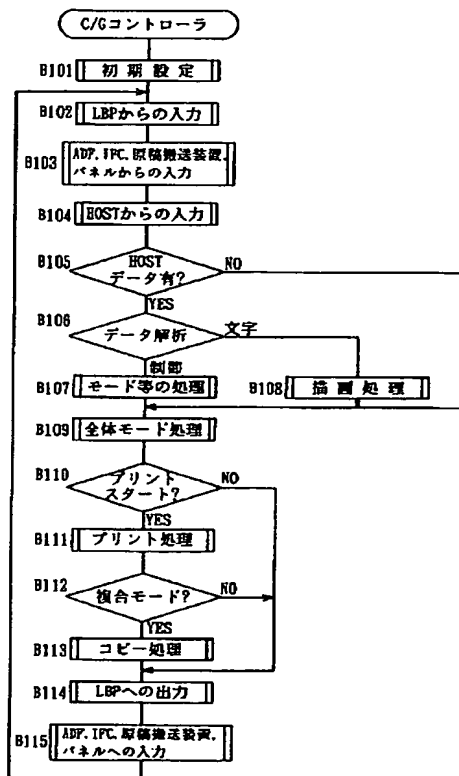 C/Gコントローラ
B101 初期設定
B102 LBPからの入力
B103 ADF, IFC, 原稿搬送装置,
パネルからの入力
B104 HOSTからの入力
B105 HOST
データ有? NO
YES
B106 データ解析 文字
制御
B107 モード等の処理 B108 描画処理
B109 全体モード処理
B110 プリント
スタート? NO
YES
B111 プリント処理
B112 複合モード? NO
YES
B113 コピー処理
B114 LBPへの出力
B115 ADF, IFC, 原稿搬送装置,
パネルへの入力